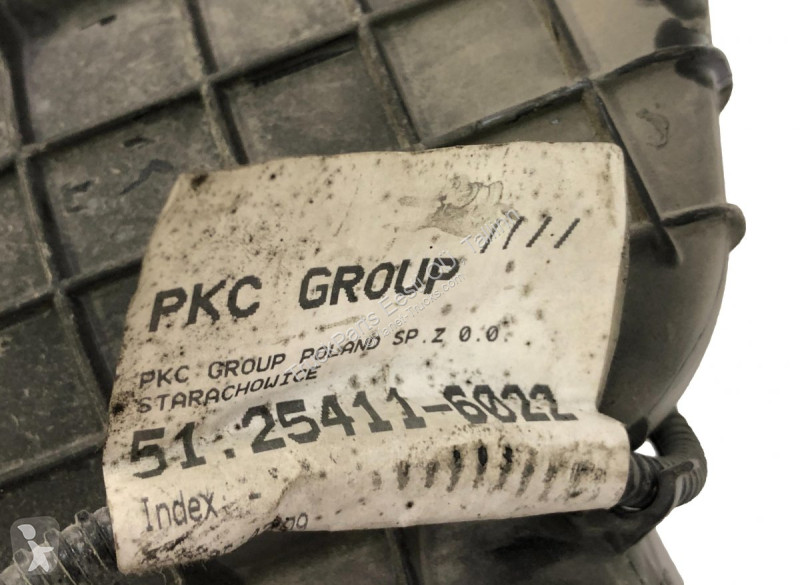 PKC GROUP
PKC GROUP POLAND SP.Z O.O.
STARACHOWICE
51.25411-6022
Index